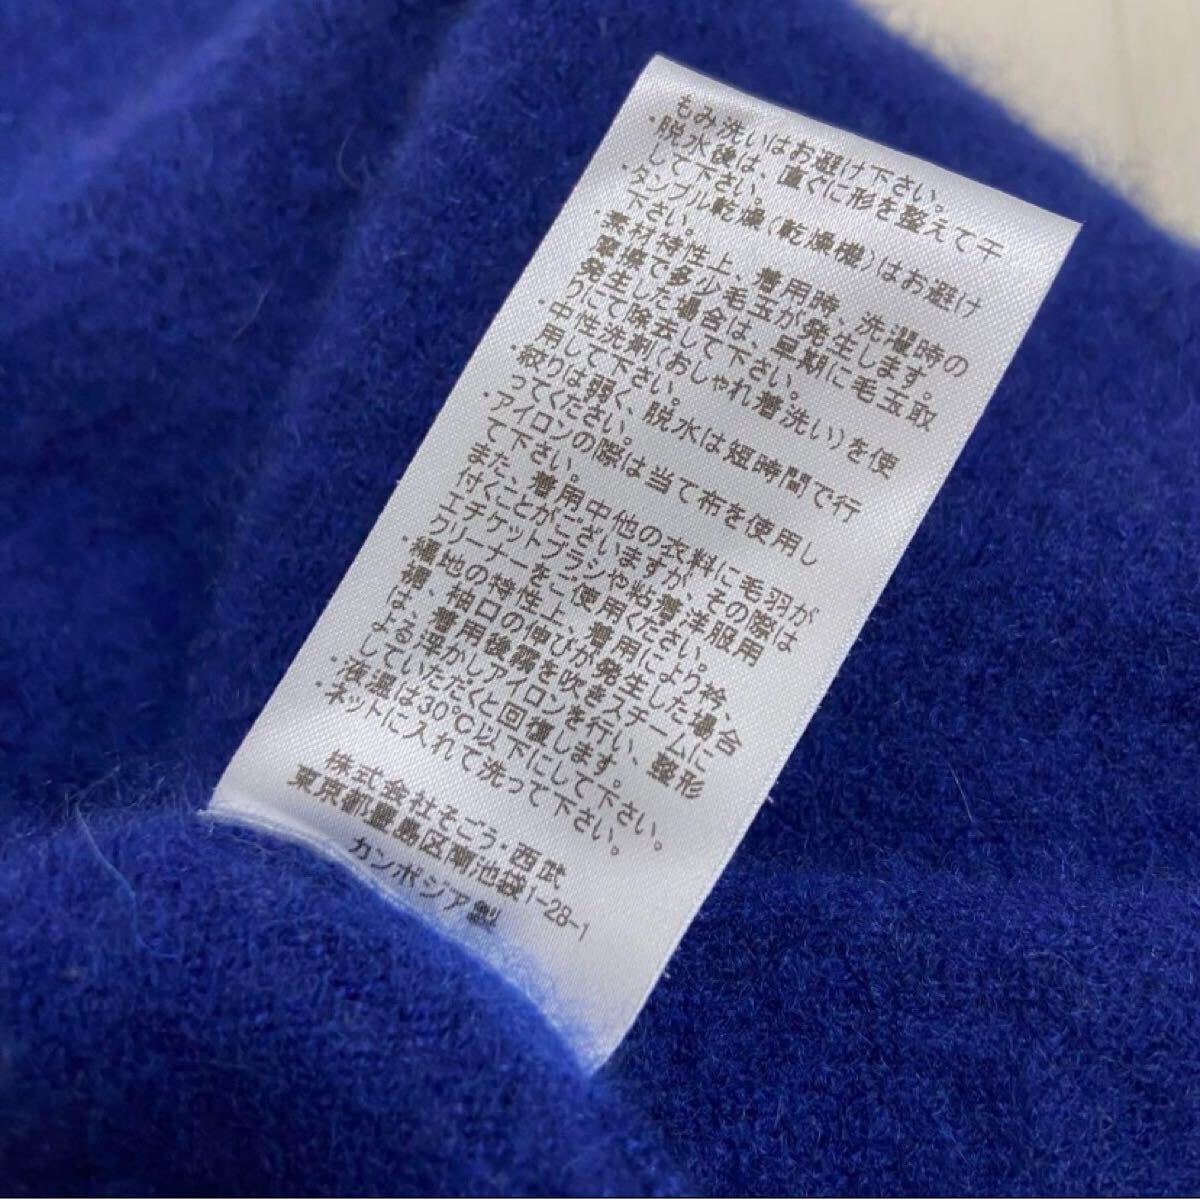 もみ洗いはお避け下さい。
・脱水後は、直ぐに形を整えて干
して下さい。
・タンブル乾燥(乾燥機)はお避け
下さい。
・素材特性上、着用時、洗濯時の
摩擦で多少毛玉が発生します。
発生した場合は、早期に毛玉取
りにて除去して下さい。
・中性洗剤(おしゃれ着洗い)を使
用して下さい。
・絞りは弱く、脱水は短時間で行
ってください。
・アイロンの際は当て布を使用し
て下さい。
また、着用中他の衣料に毛羽が
付くことがございますが、その際は
エチケットブラシや粘着洋服用
クリーナーをご使用ください。
・編地の特性上、着用により衿、
裾、袖口の伸びが発生した場合
は、着用後霧を吹きスチームに
よる浮かしアイロンを行い、整形
していただくと回復します。
・液温は30℃以下にして下さい。
・ネットに入れて洗って下さい。
株式会社そごう・西武
東京都豊島区南池袋1-28-1
カンボジア製